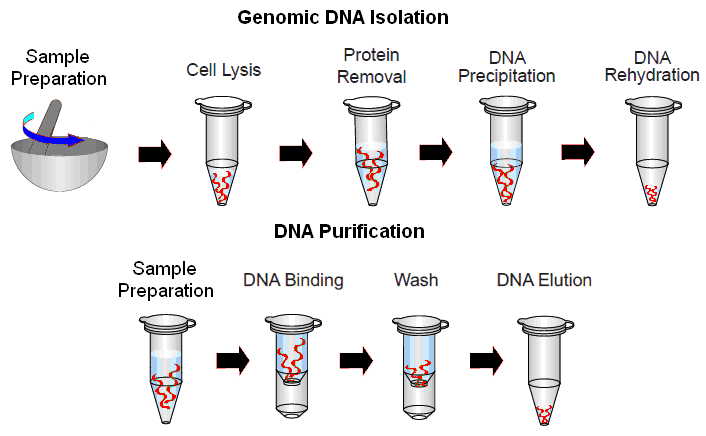 Genomic DNA Isolation
Sample
Preparation
Cell Lysis
Protein
Removal
DNA
Precipitation
DNA
Rehydration
DNA Purification
Sample
Preparation
DNA Binding
Wash
DNA Elution